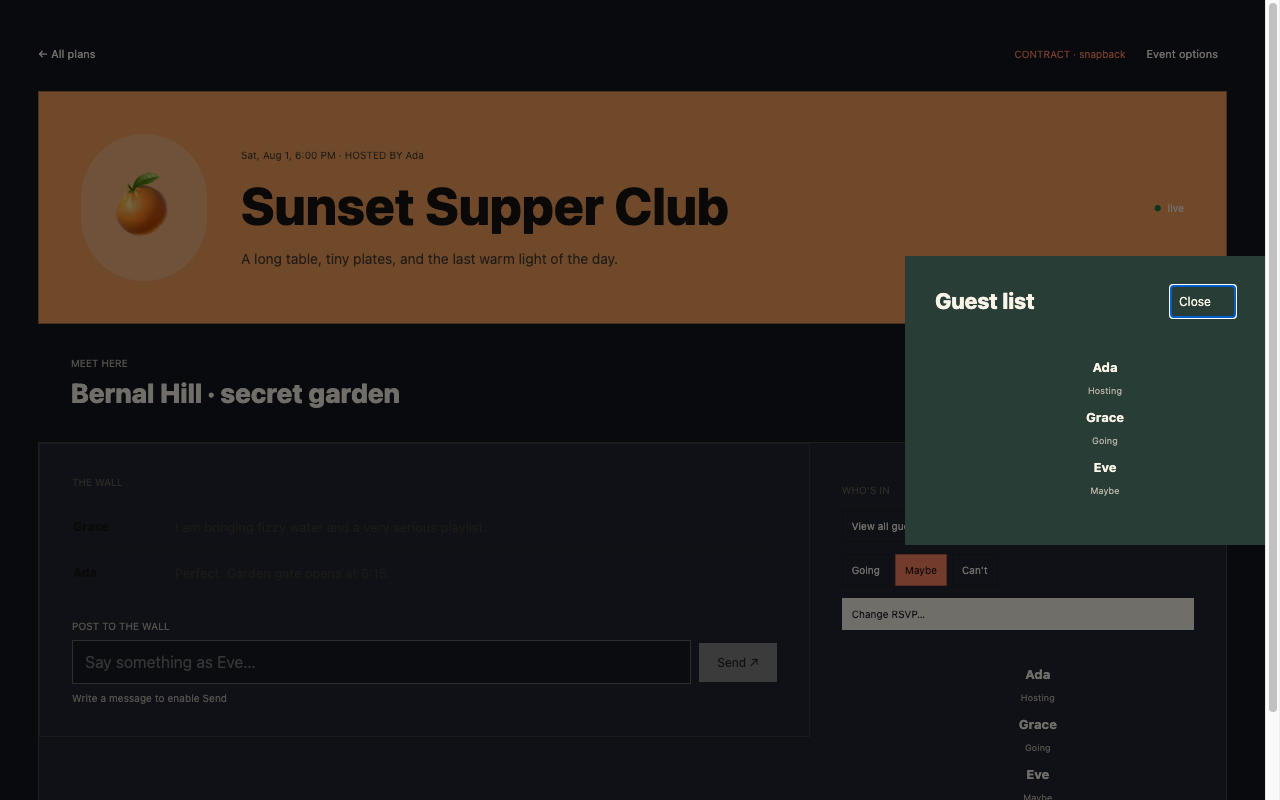 ← All plans
CONTRACT · snapback
Event options
Sat, Aug 1, 6:00 PM · HOSTED BY Ada
Sunset Supper Club
A long table, tiny plates, and the last warm light of the day.
live
MEET HERE
Bernal Hill · secret garden
Guest list
Close
Ada
Hosting
Grace
Going
Eve
Maybe
THE WALL
Grace
I am bringing fizzy water and a very serious playlist.
Ada
Perfect. Garden gate opens at 6:15.
POST TO THE WALL
Say something as Eve...
Send ↗
Write a message to enable Send
WHO'S IN
View all gu
Going
Maybe
Can't
Change RSVP...
Ada
Hosting
Grace
Going
Eve
Maybe